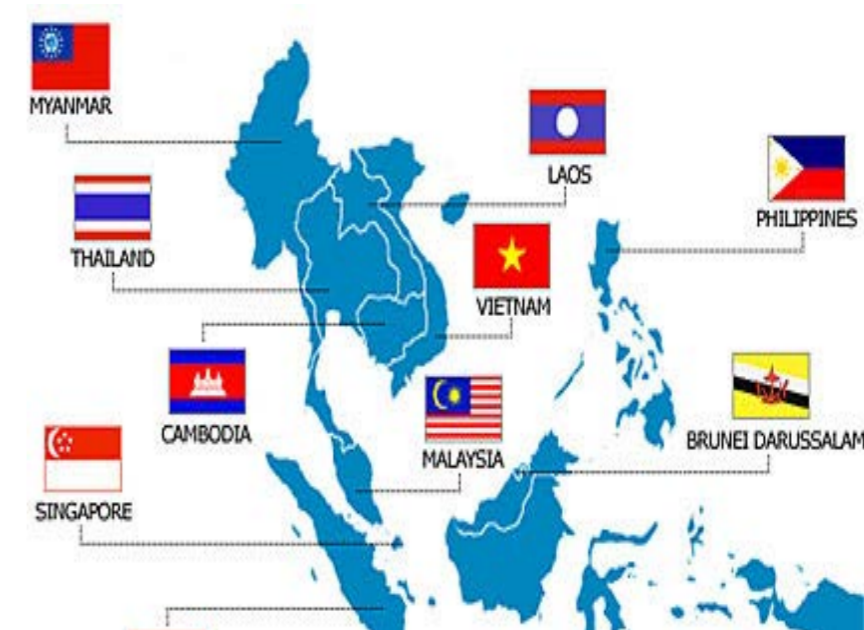 MYANMAR
LAOS
PHILIPPINES
THAILAND
VIETNAM
CAMBODIA
BRUNEI DARUSSALAM
MALAYSIA
SINGAPORE